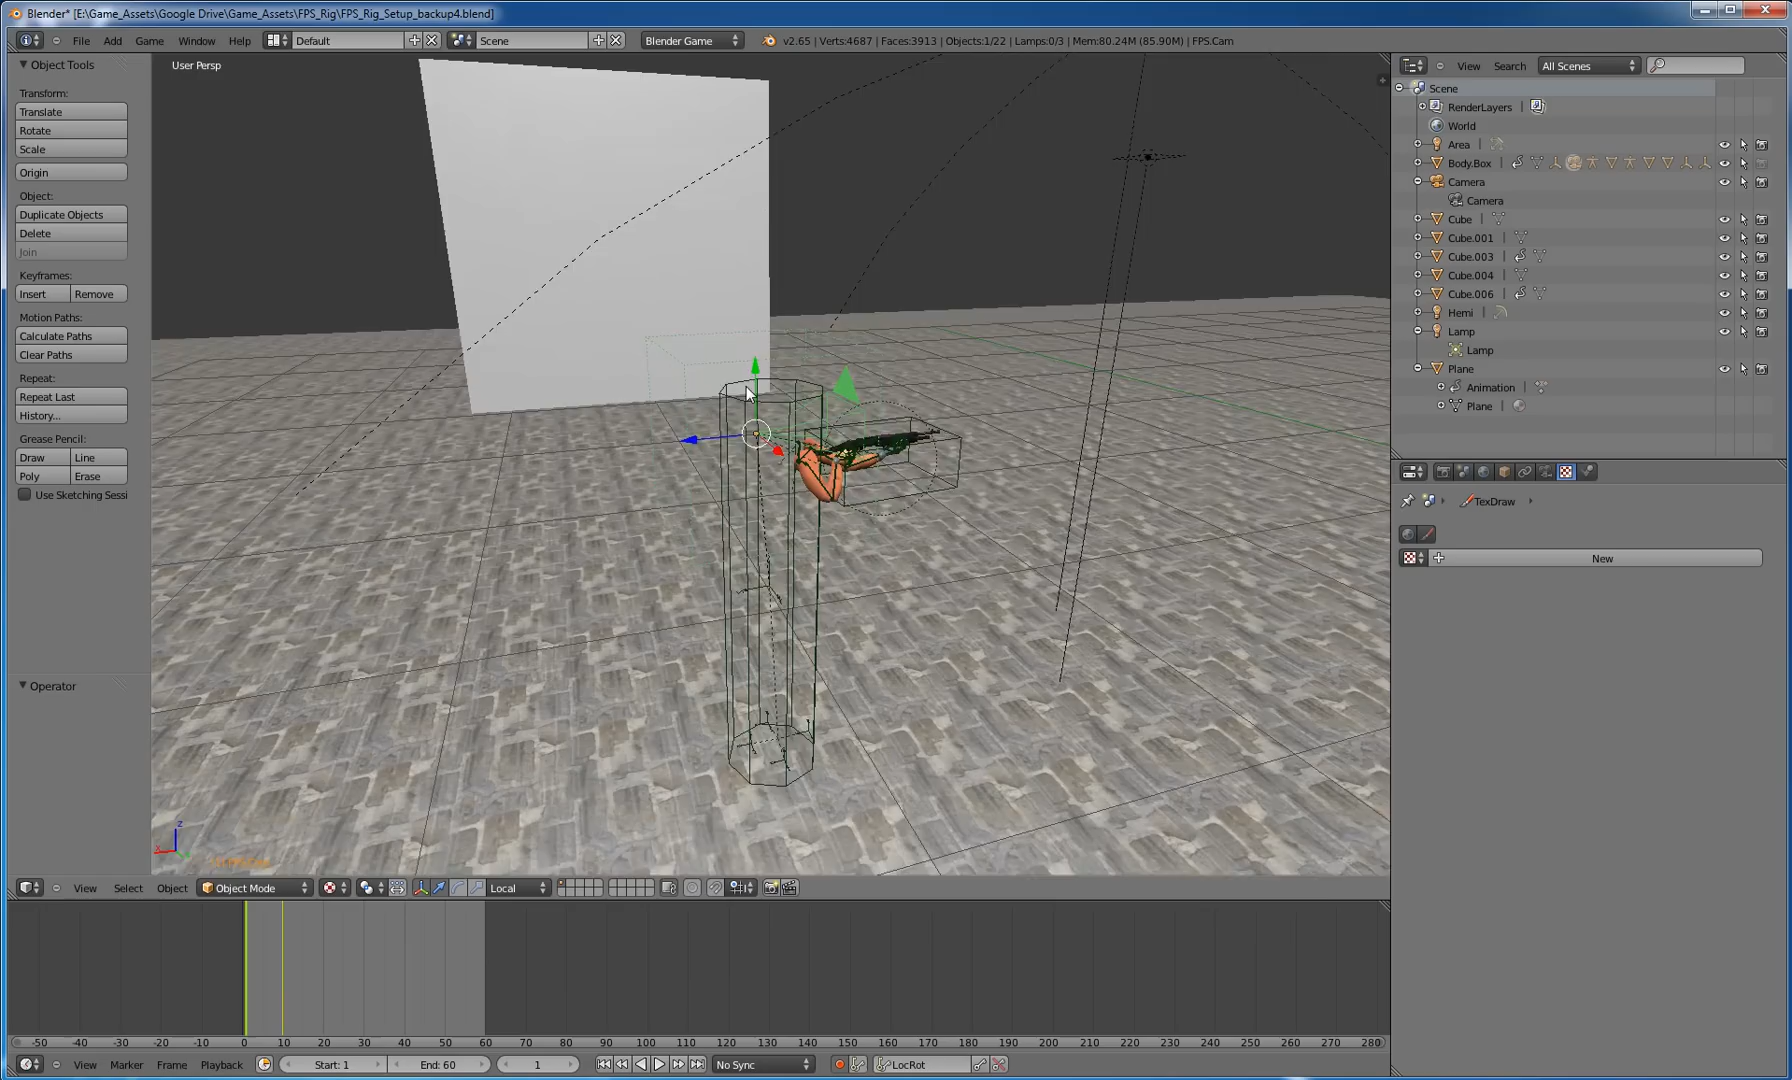 Blender* [E:\Game_Assets\Google Drive\Game_Assets\FPS_Rig\FPS_Rig_Setup_backup4.blend]
File Add Game Window Help Default Scene Blender Game v2.65 | Verts:4687 | Faces:3913 | Objects:1/22 | Lamps:0/3 | Mem:80.24M (85.90M) | FPS.Cam
Object Tools
Transform:
Translate
Rotate
Scale
Origin
Object:
Duplicate Objects
Delete
Join
Keyframes:
Insert Remove
Motion Paths:
Calculate Paths
Clear Paths
Repeat:
Repeat Last
History...
Grease Pencil:
Draw Line
Poly Erase
Use Sketching Sessi
Operator
User Persp
z
View Select Object Object Mode Local
View Search All Scenes
Scene
RenderLayers |
World
Area |
Body.Box |
Camera
Camera
Cube |
Cube.001 |
Cube.003 |
Cube.004 |
Cube.006 |
Hemi |
Lamp
Lamp
Plane
Animation |
Plane |
TexDraw
New
-50 -40 -30 -20 -10 0 10 20 30 40 50 60 70 80 90 100 110 120 130 140 150 160 170 180 190 200 210 220 230 240 250 260 270 280
View Marker Frame Playback Start: 1 End: 60 1 No Sync LocRot